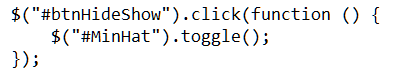 $("#btnHideShow").click(function () {
    $("#MinHat").toggle();
});